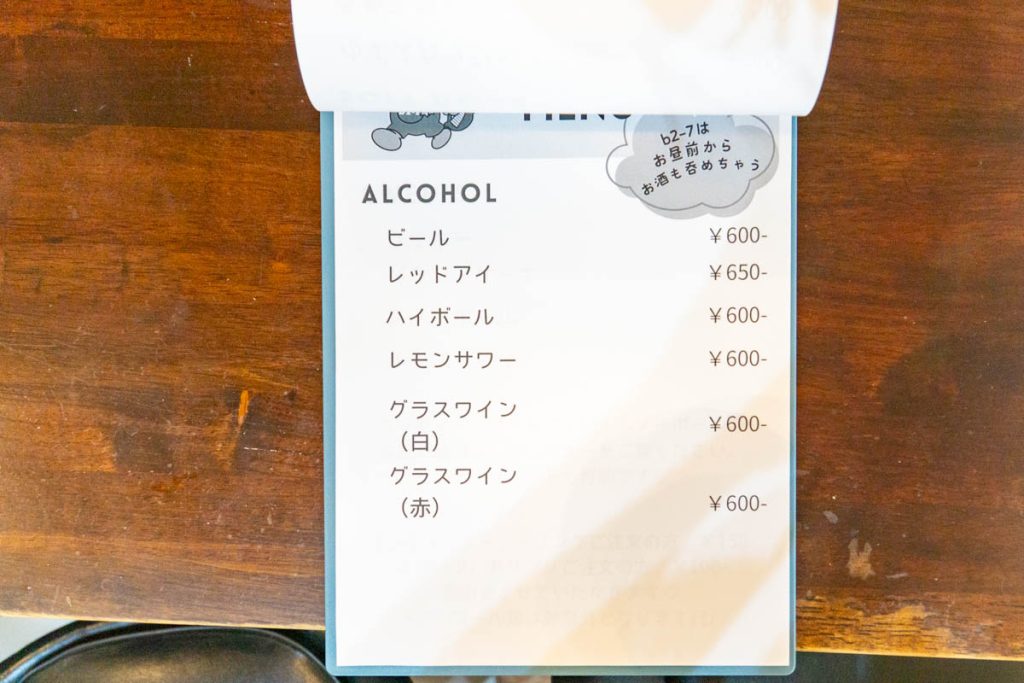 MENU
b2-7は
お昼前から
お酒も呑めちゃう
ALCOHOL
ビール ¥600-
レッドアイ ¥650-
ハイボール ¥600-
レモンサワー ¥600-
グラスワイン
（白） ¥600-
グラスワイン
（赤） ¥600-